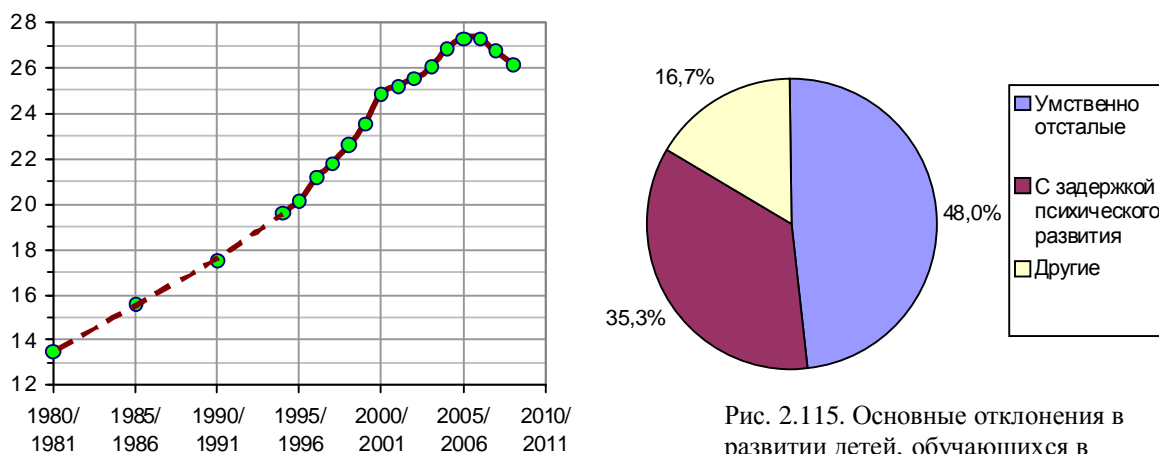 28
26
24
22
20
18
16
14
12
1980/ 1985/ 1990/ 1995/ 2000/ 2005/ 2010/
1981 1986 1991 1996 2001 2006 2011
16,7%
48,0%
35,3%
Умственно
отсталые
С задержкой
психического
развития
Другие
Рис. 2.115. Основные отклонения в
развитии детей, обучающихся в